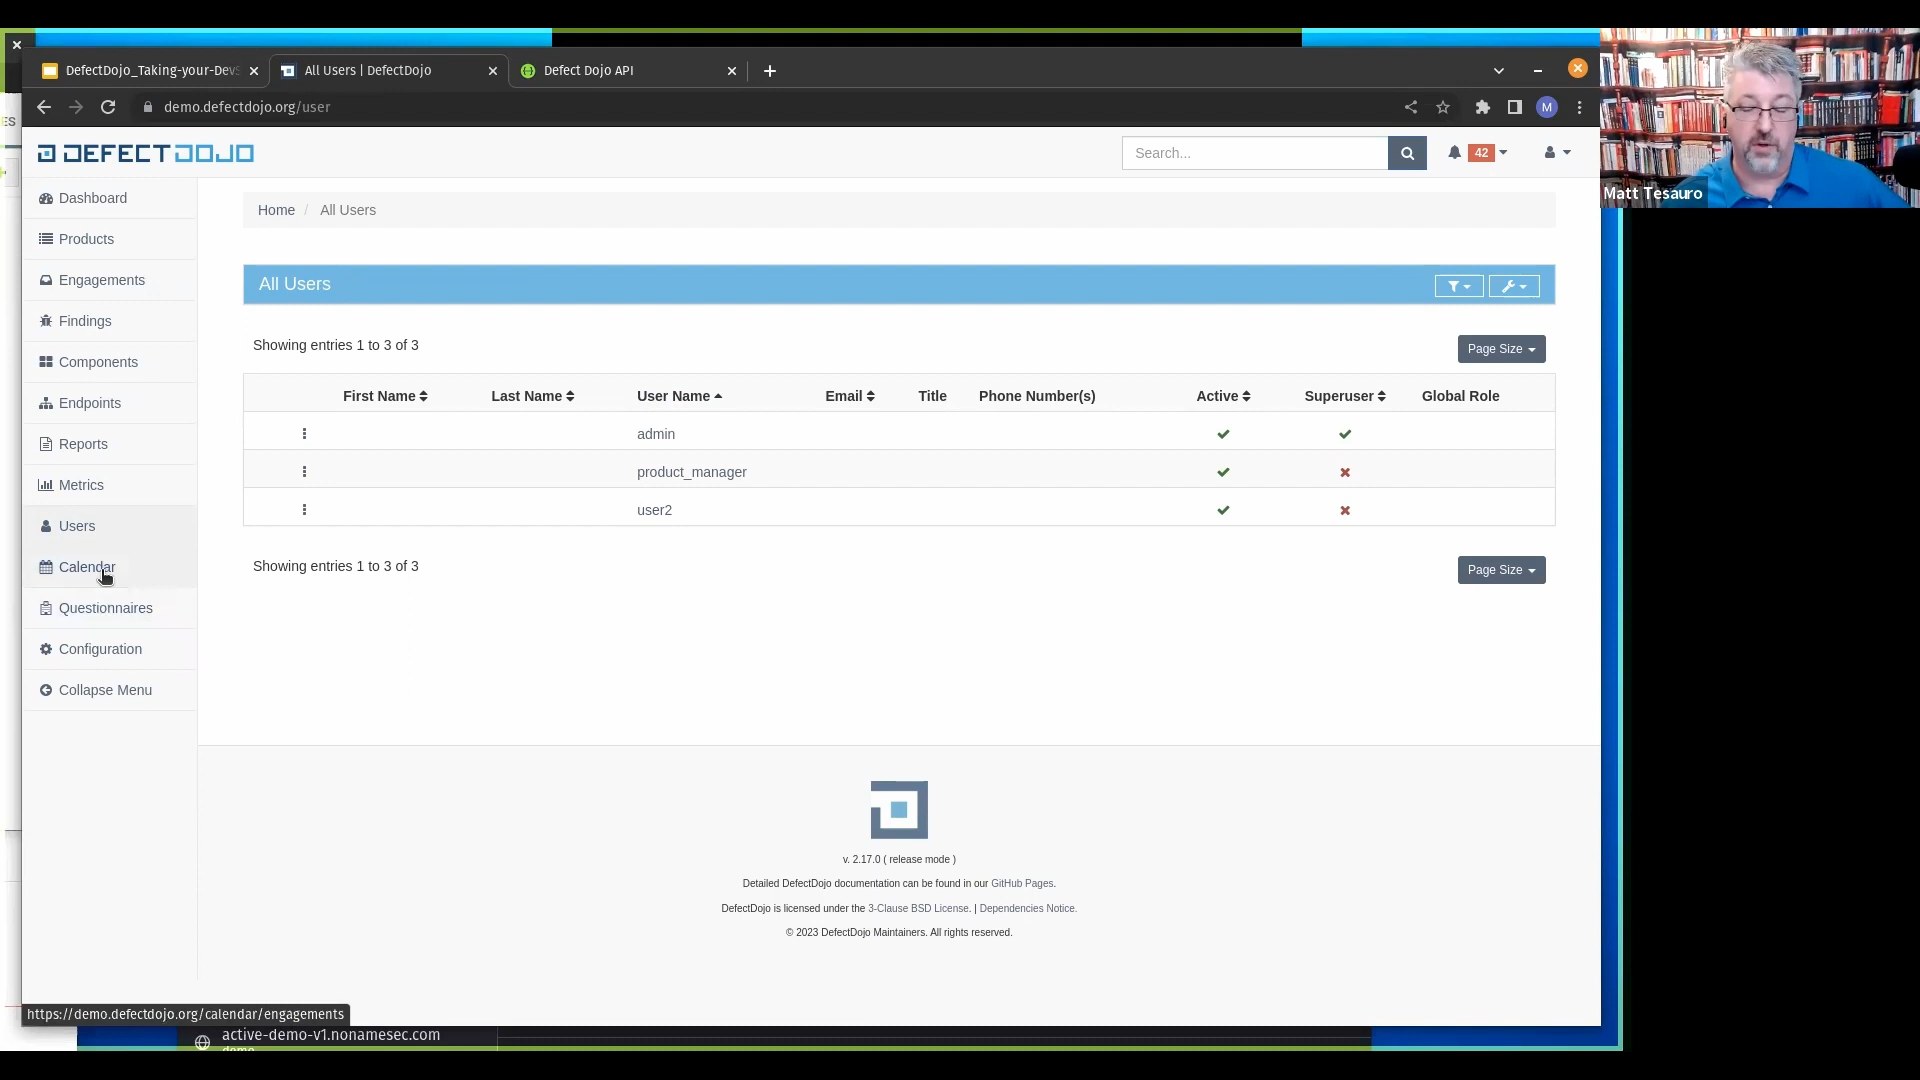 DefectDojo_Taking-your-DevS
All Users | DefectDojo
Defect Dojo API
demo.defectdojo.org/user
M
ES
DEFECTDOJO
Search...
42
Matt Tesauro
Dashboard
Products
Engagements
Findings
Components
Endpoints
Reports
Metrics
Users
Calendar
Questionnaires
Configuration
Collapse Menu
Home / All Users
All Users
Showing entries 1 to 3 of 3
Page Size
First Name Last Name User Name Email Title Phone Number(s) Active Superuser Global Role
admin
product_manager
user2
Showing entries 1 to 3 of 3
Page Size
v. 2.17.0 ( release mode )
Detailed DefectDojo documentation can be found in our GitHub Pages.
DefectDojo is licensed under the 3-Clause BSD License. | Dependencies Notice.
© 2023 DefectDojo Maintainers. All rights reserved.
https://demo.defectdojo.org/calendar/engagements
active-demo-v1.nonamesec.com
demo